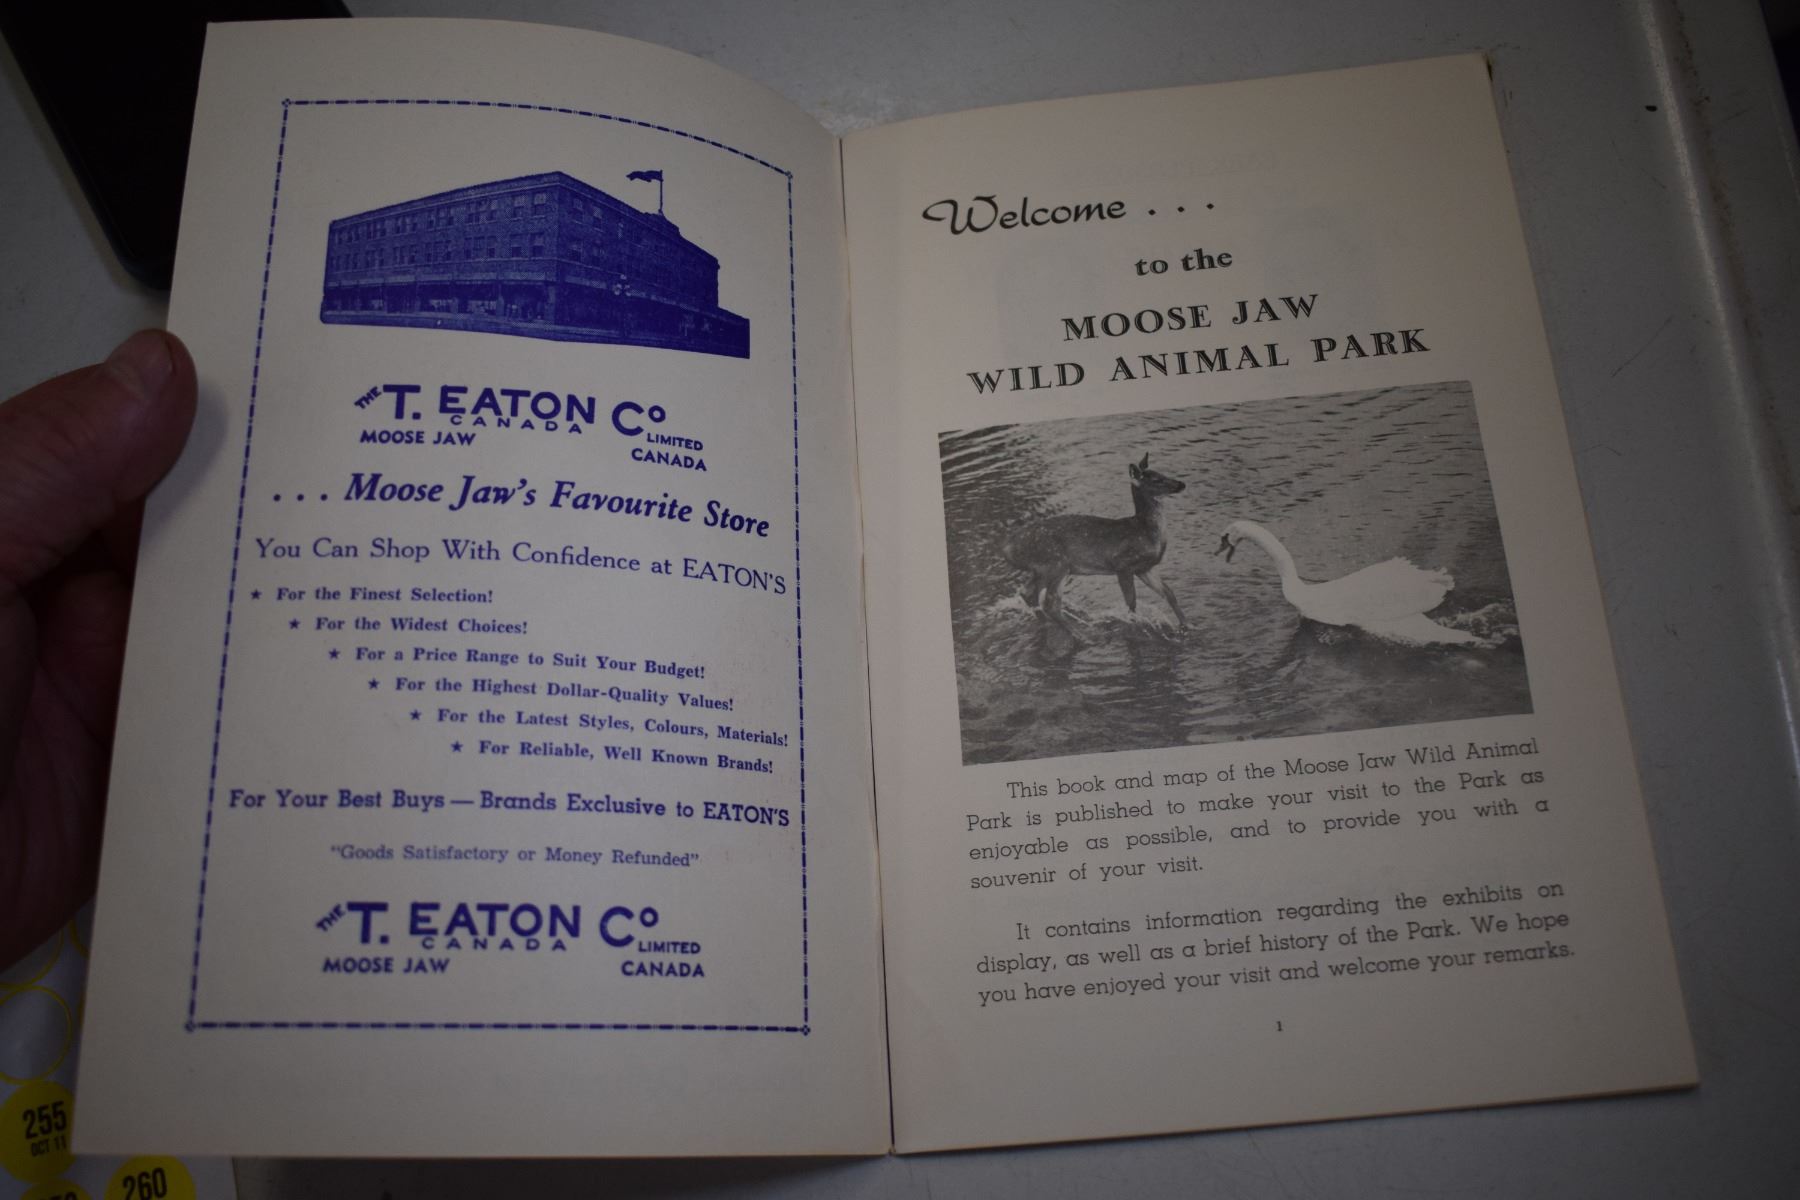 THE T. EATON Co
CANADA
LIMITED
MOOSE JAW CANADA
. . . Moose Jaw's Favourite Store
You Can Shop With Confidence at EATON'S
★ For the Finest Selection!
★ For the Widest Choices!
★ For a Price Range to Suit Your Budget!
★ For the Highest Dollar-Quality Values!
★ For the Latest Styles, Colours, Materials!
★ For Reliable, Well Known Brands!
For Your Best Buys — Brands Exclusive to EATON'S
"Goods Satisfactory or Money Refunded"
THE T. EATON Co
CANADA
LIMITED
MOOSE JAW CANADA
Welcome . . .
to the
MOOSE JAW
WILD ANIMAL PARK
This book and map of the Moose Jaw Wild Animal
Park is published to make your visit to the Park as
enjoyable as possible, and to provide you with a
souvenir of your visit.
It contains information regarding the exhibits on
display, as well as a brief history of the Park. We hope
you have enjoyed your visit and welcome your remarks.
1
255
OCT 11
260